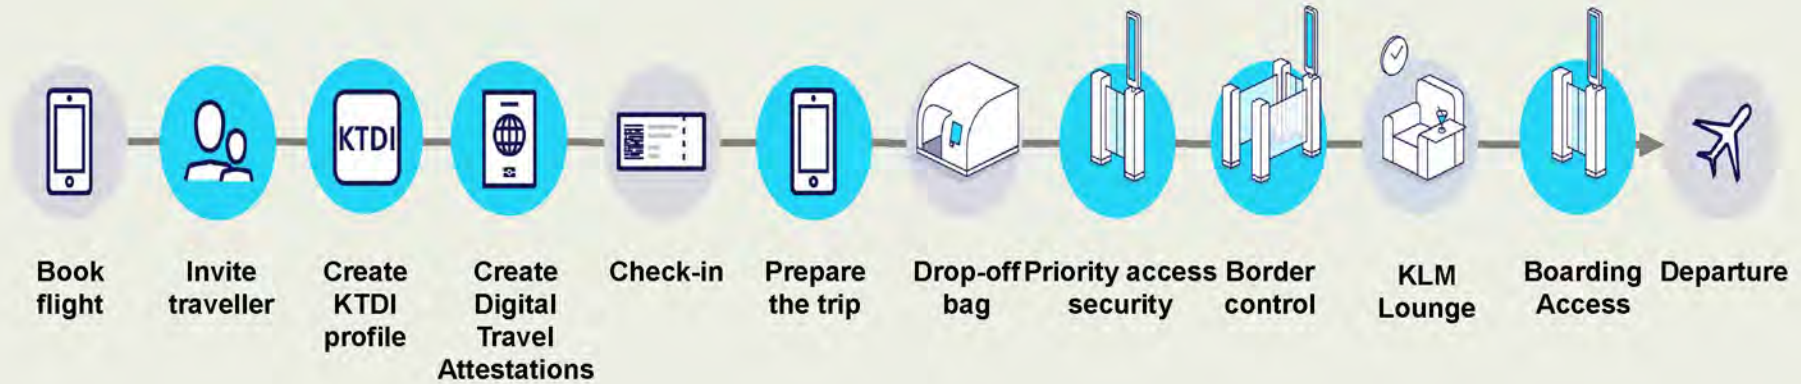 KTDI
Book
flight
Invite
traveller
Create
KTDI
profile
Create
Digital
Travel
Attestations
Check-in
Prepare
the trip
Drop-off
bag
Priority access
security
Border
control
KLM
Lounge
Boarding
Access
Departure